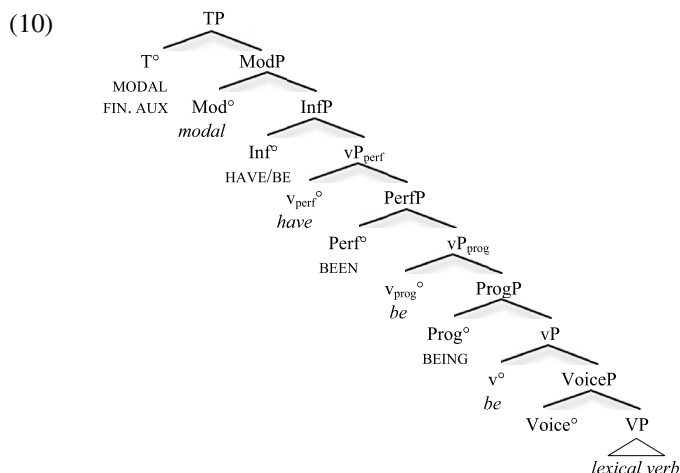 (10)
TP
T° ModP
MODAL
FIN. AUX Mod° InfP
modal
Inf° vPperf
HAVE/BE
vperf° PerfP
have
Perf° vPprog
BEEN
vprog° ProgP
be
Prog° vP
BEING
v° VoiceP
be
Voice° VP
lexical verb